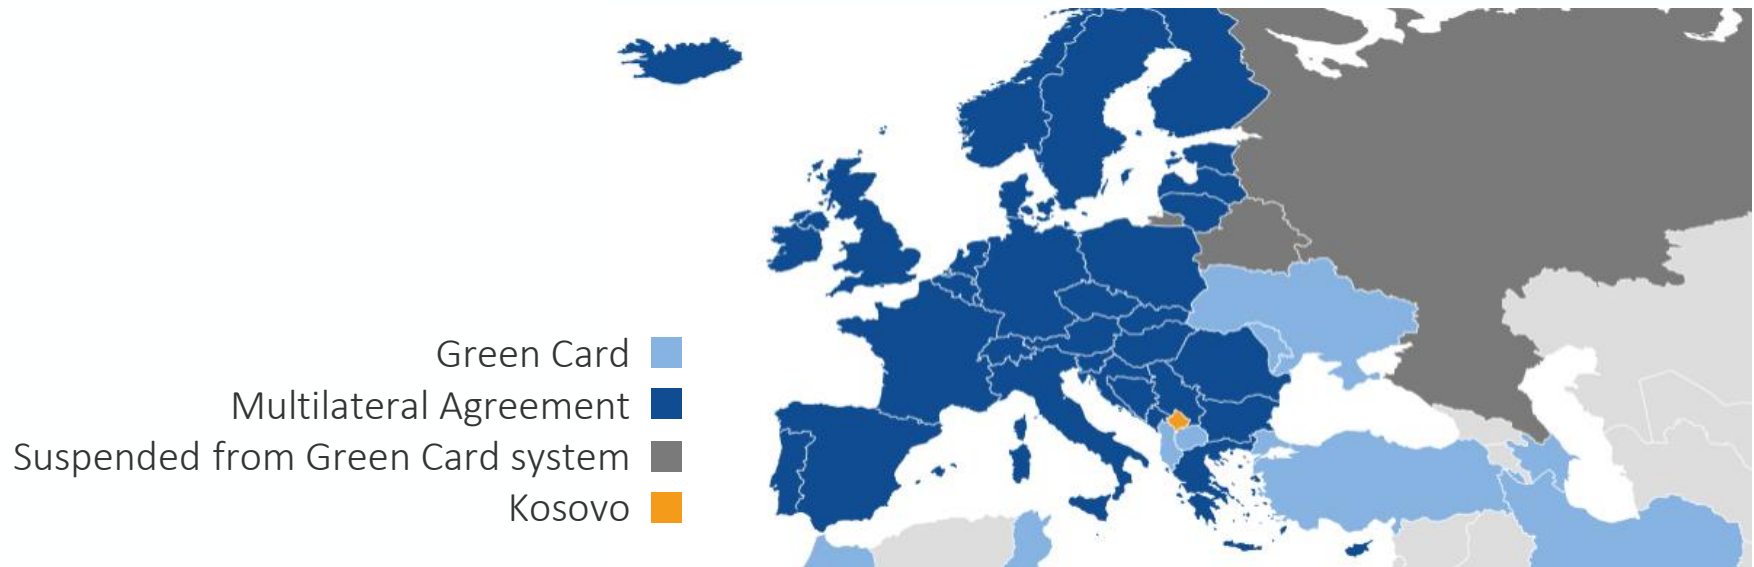 Green Card
Multilateral Agreement
Suspended from Green Card system
Kosovo